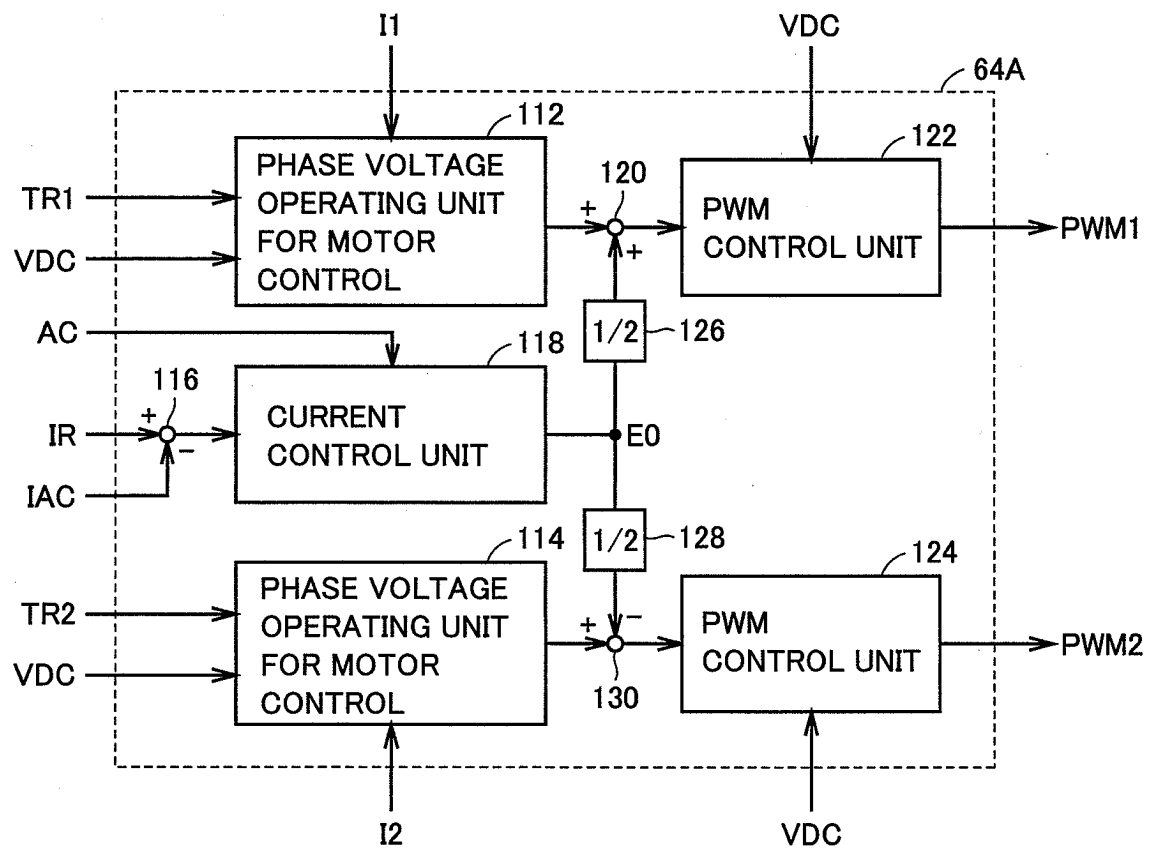 I1
VDC
64A
112
PHASE VOLTAGE
OPERATING UNIT
FOR MOTOR
CONTROL
TR1
VDC
+
120
+
122
PWM
CONTROL UNIT
PWM1
1/2
126
AC
118
CURRENT
CONTROL UNIT
116
+
IR
-
IAC
E0
1/2
128
114
PHASE VOLTAGE
OPERATING UNIT
FOR MOTOR
CONTROL
TR2
VDC
+
-
130
124
PWM
CONTROL UNIT
PWM2
I2
VDC